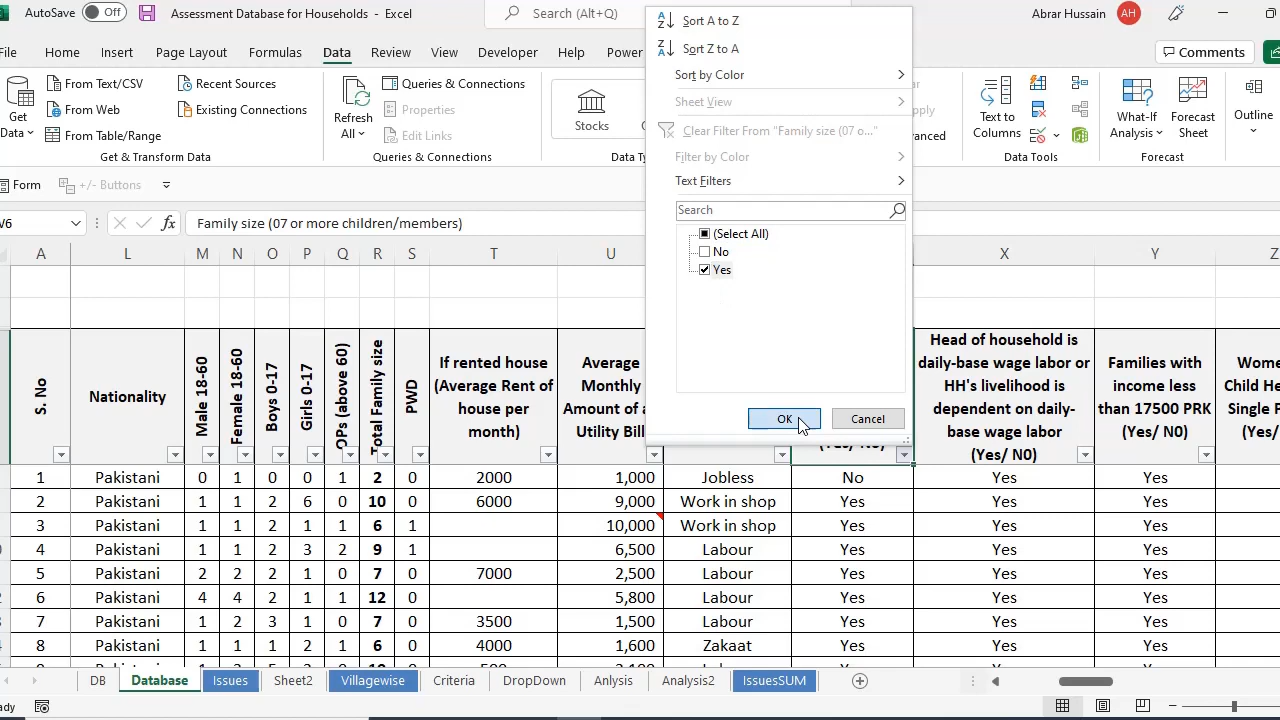 AutoSave Off Assessment Database for Households - Excel Search (Alt+Q) Abrar Hussain AH
File Home Insert Page Layout Formulas Data Review View Developer Help Power Comments
Get Data
From Text/CSV
From Web
From Table/Range
Recent Sources
Existing Connections
Get & Transform Data
Refresh All
Queries & Connections
Properties
Edit Links
Queries & Connections
Stocks
Text to Columns
Data Tools
What-If Analysis
Forecast Sheet
Forecast
Outline
Form +/- Buttons
V6 fx Family size (07 or more children/members)
Sort A to Z
Sort Z to A
Sort by Color
Sheet View
Clear Filter From "Family size (07 o..."
Filter by Color
Text Filters
Search
(Select All)
No
Yes
OK Cancel
A L M N O P Q R S T U X Y Z
S. No
Nationality
Male 18-60
Female 18-60
Boys 0-17
Girls 0-17
OPs (above 60)
Total Family size
PWD
If rented house
(Average Rent of
house per
month)
Average
Monthly
Amount of
Utility Bill
(Yes/ N0)
Head of household is
daily-base wage labor or
HH's livelihood is
dependent on daily-
base wage labor
(Yes/ N0)
Families with
income less
than 17500 PRK
(Yes/ N0)
1 Pakistani 0 1 0 0 1 2 0 2000 1,000 Jobless No Yes Yes
2 Pakistani 1 1 2 6 0 10 0 6000 9,000 Work in shop Yes Yes Yes
3 Pakistani 1 1 2 1 1 6 1 10,000 Work in shop Yes Yes Yes
4 Pakistani 1 1 2 3 2 9 1 6,500 Labour Yes Yes Yes
5 Pakistani 2 2 2 1 0 7 0 7000 2,500 Labour Yes Yes Yes
6 Pakistani 4 4 2 1 1 12 0 5,800 Labour Yes Yes Yes
7 Pakistani 1 2 3 1 0 7 0 3500 1,500 Labour Yes Yes Yes
8 Pakistani 1 1 1 2 1 6 0 4000 1,600 Zakaat Yes Yes Yes
DB Database Issues Sheet2 Villagewise Criteria DropDown Anlysis Analysis2 IssuesSUM